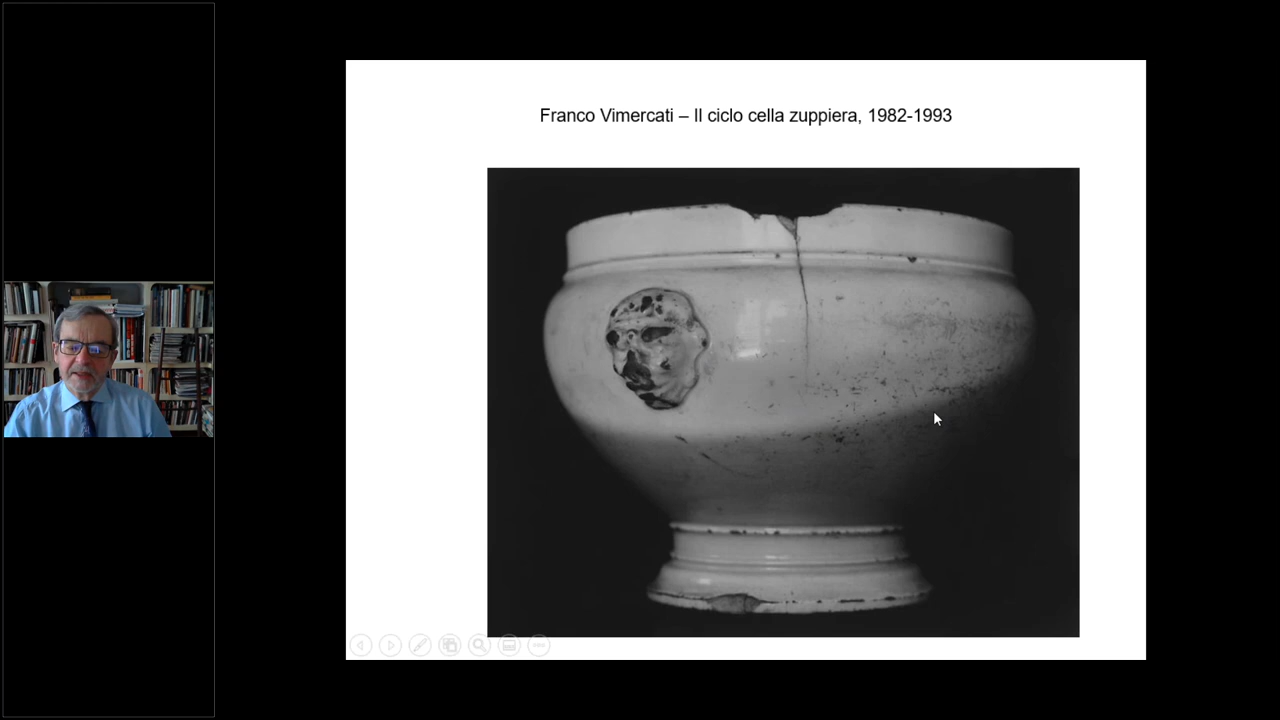 Franco Vimercati – Il ciclo cella zuppiera, 1982-1993